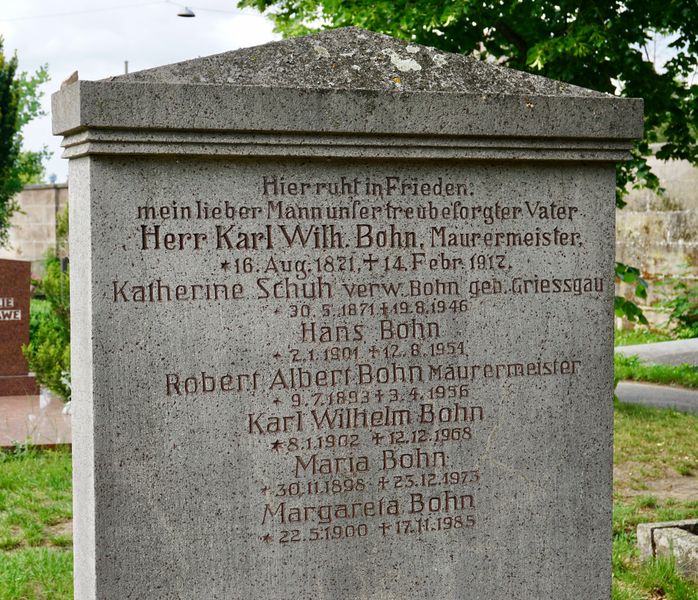 Hier ruht in Frieden.
mein lieber Mann unser treubesorgter Vater
Herr Karl Wilh. Bohn, Maurermeister,
*16. Aug. 1821, ✝ 14. Febr. 1912.
Katherine Schuh verw. Bohn geb. Griessgau
* 30. 5. 1871 ✝ 19.8.1946
Hans Bohn
* 7.1.1901 ✝ 12.8.1954
Robert Albert Bohn Maurermeister
* 9.7.1893 ✝ 3.4.1956
Karl Wilhelm Bohn
*8.1.1902 ✝ 12.12.1968
Maria Bohn
* 30.11.1898 ✝ 23.12.1973
Margareta Bohn
* 22.5.1900 ✝ 17.11.1985